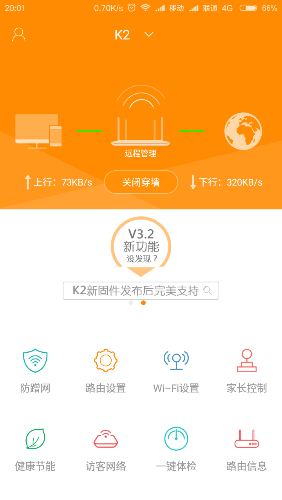 20:01 0.70K/s 移动 联通 4G 65%
K2
远程管理
上行：73KB/s 关闭穿墙 下行：320KB/s
V3.2
新功能
没发现？
K2新固件发布后完美支持
防蹭网 路由设置 Wi-Fi设置 家长控制
健康节能 访客网络 一键体检 路由信息